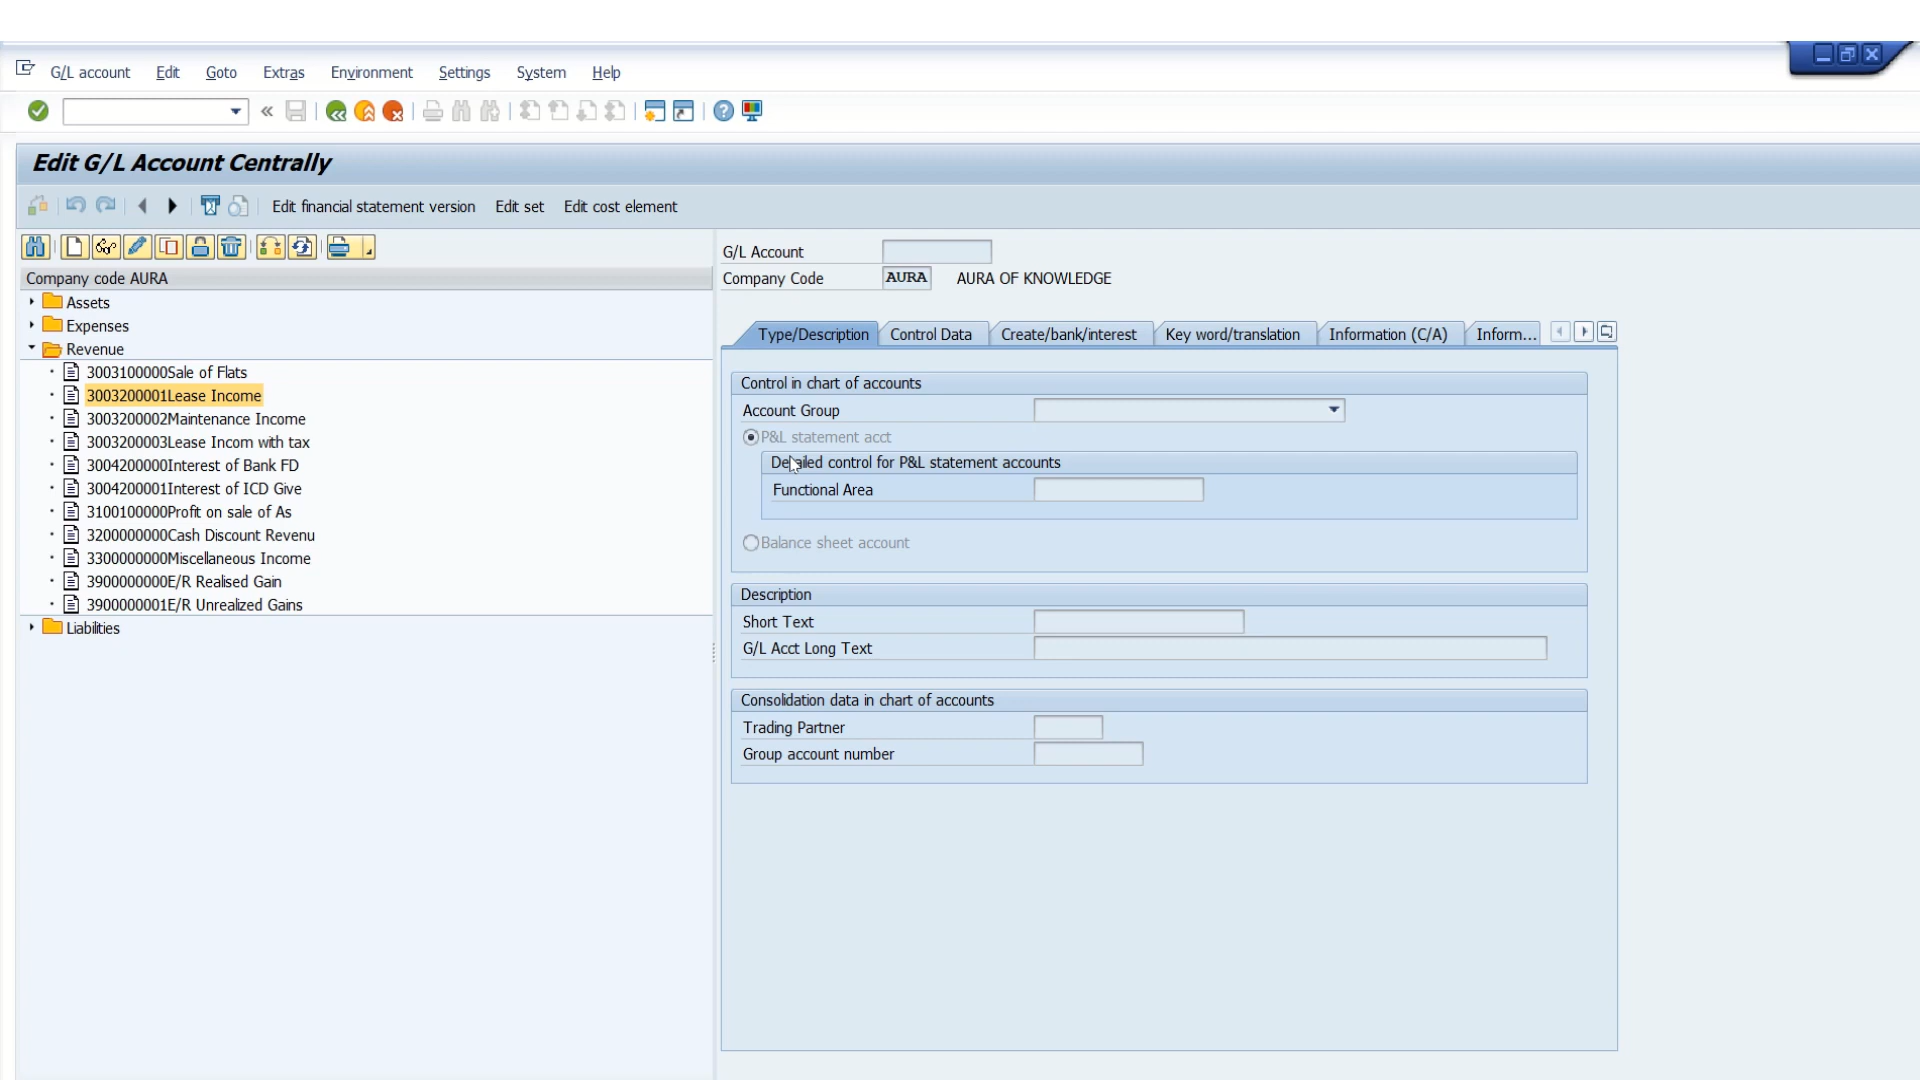 G/L account Edit Goto Extras Environment Settings System Help
Edit G/L Account Centrally
Edit financial statement version Edit set Edit cost element
Company code AURA
Assets
Expenses
Revenue
3003100000Sale of Flats
3003200001Lease Income
3003200002Maintenance Income
3003200003Lease Incom with tax
3004200000Interest of Bank FD
3004200001Interest of ICD Give
3100100000Profit on sale of As
3200000000Cash Discount Revenu
3300000000Miscellaneous Income
3900000000E/R Realised Gain
3900000001E/R Unrealized Gains
Liabilities
G/L Account
Company Code AURA AURA OF KNOWLEDGE
Type/Description Control Data Create/bank/interest Key word/translation Information (C/A) Inform...
Control in chart of accounts
Account Group
P&L statement acct
Detailed control for P&L statement accounts
Functional Area
Balance sheet account
Description
Short Text
G/L Acct Long Text
Consolidation data in chart of accounts
Trading Partner
Group account number